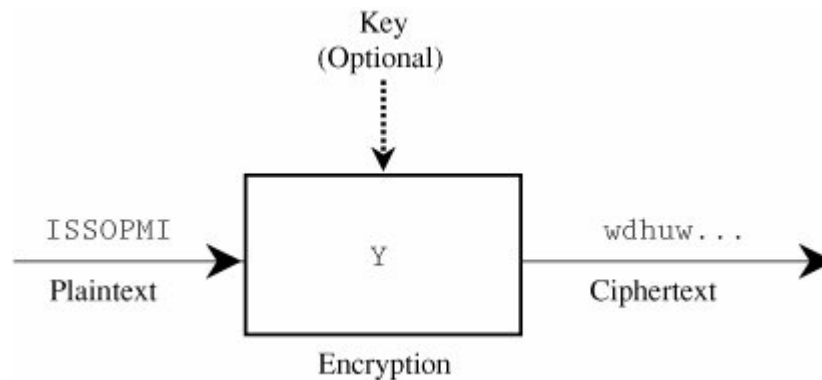 Key
(Optional)
ISSOPMI
Y
wdhuw...
Plaintext
Ciphertext
Encryption